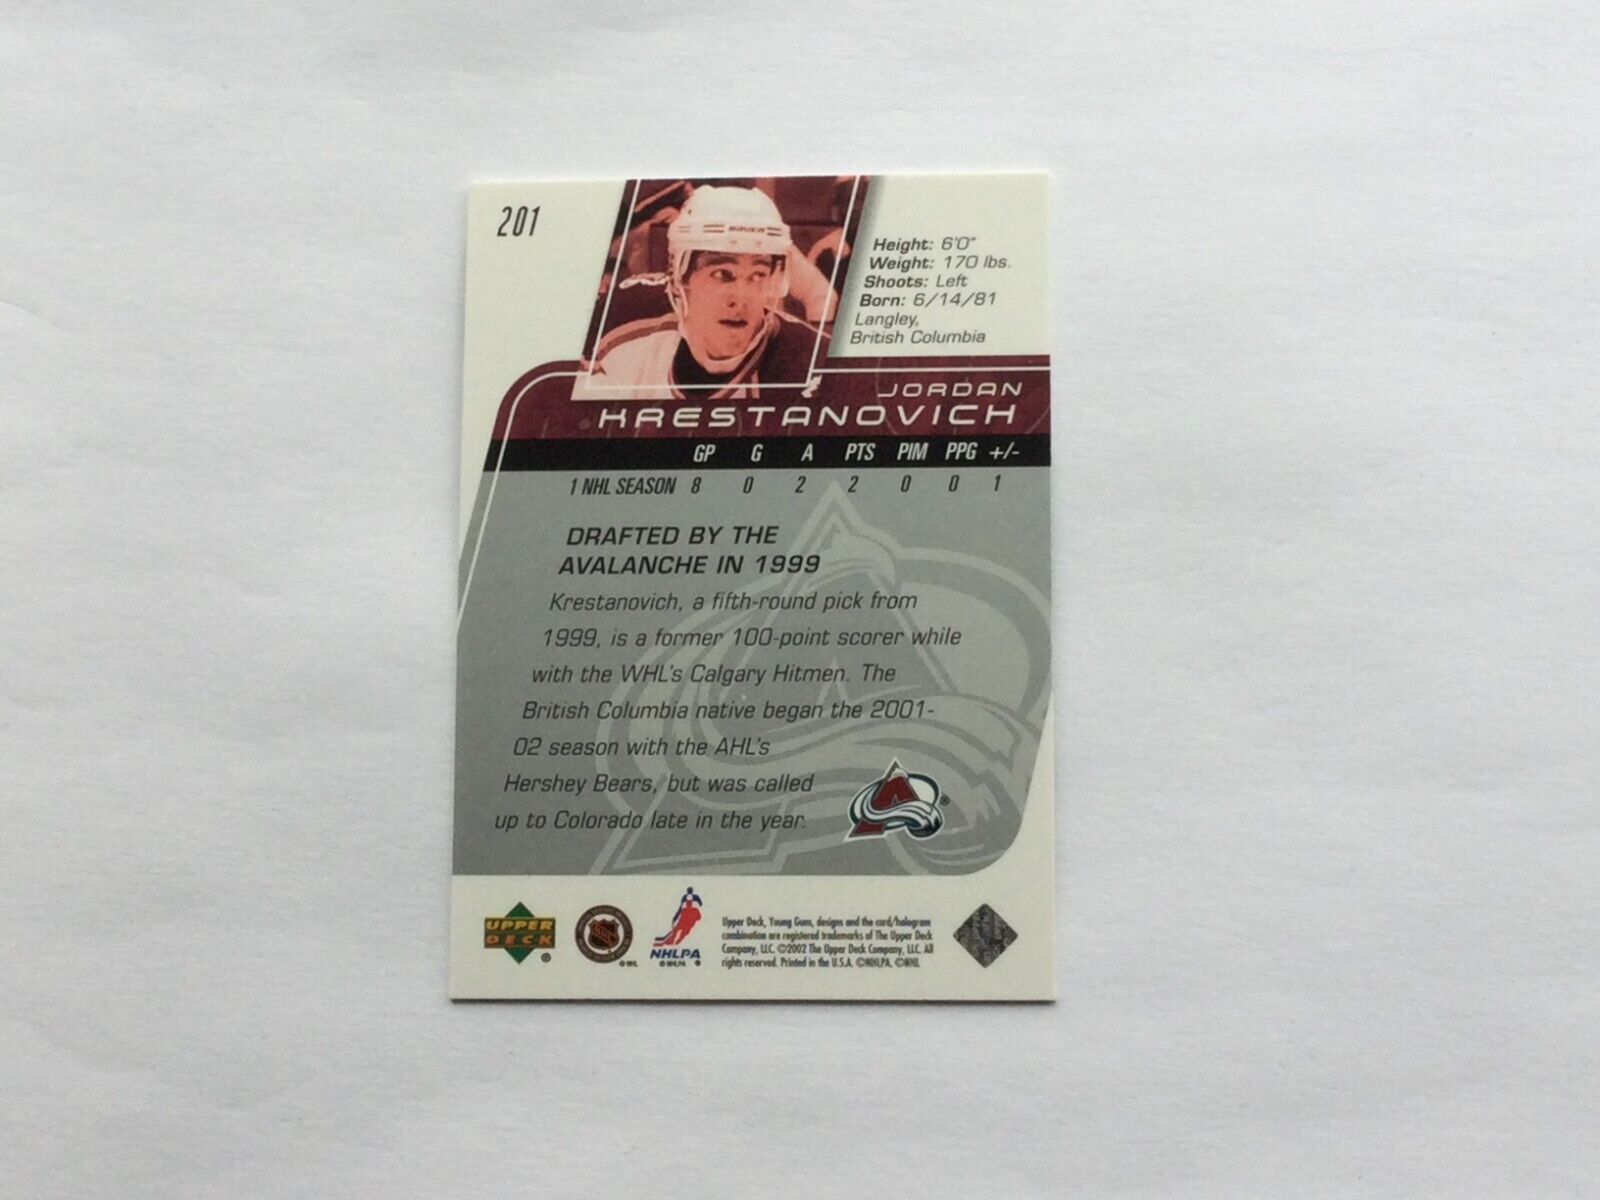 201
BAUER
Height: 6'0"
Weight: 170 lbs.
Shoots: Left
Born: 6/14/81
Langley,
British Columbia
JORDAN
KRESTANOVICH
GP G A PTS PIM PPG +/-
1 NHL SEASON 8 0 2 2 0 0 1
DRAFTED BY THE
AVALANCHE IN 1999
Krestanovich, a fifth-round pick from
1999, is a former 100-point scorer while
with the WHL's Calgary Hitmen. The
British Columbia native began the 2001-
02 season with the AHL's
Hershey Bears, but was called
up to Colorado late in the year.
UPPER
DECK
NHLPA
Upper Deck, Young Guns, designs and the card/hologram
combination are registered trademarks of The Upper Deck
Company, LLC. ©2002 The Upper Deck Company, LLC. All
rights reserved. Printed in the U.S.A. ©NHLPA. ©NHL